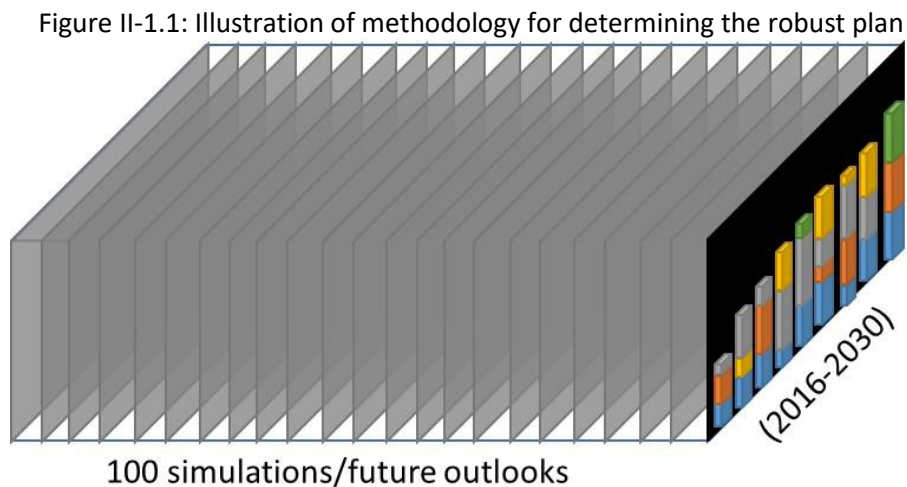 Figure II-1.1: Illustration of methodology for determining the robust plan
(2016-2030)
100 simulations/future outlooks